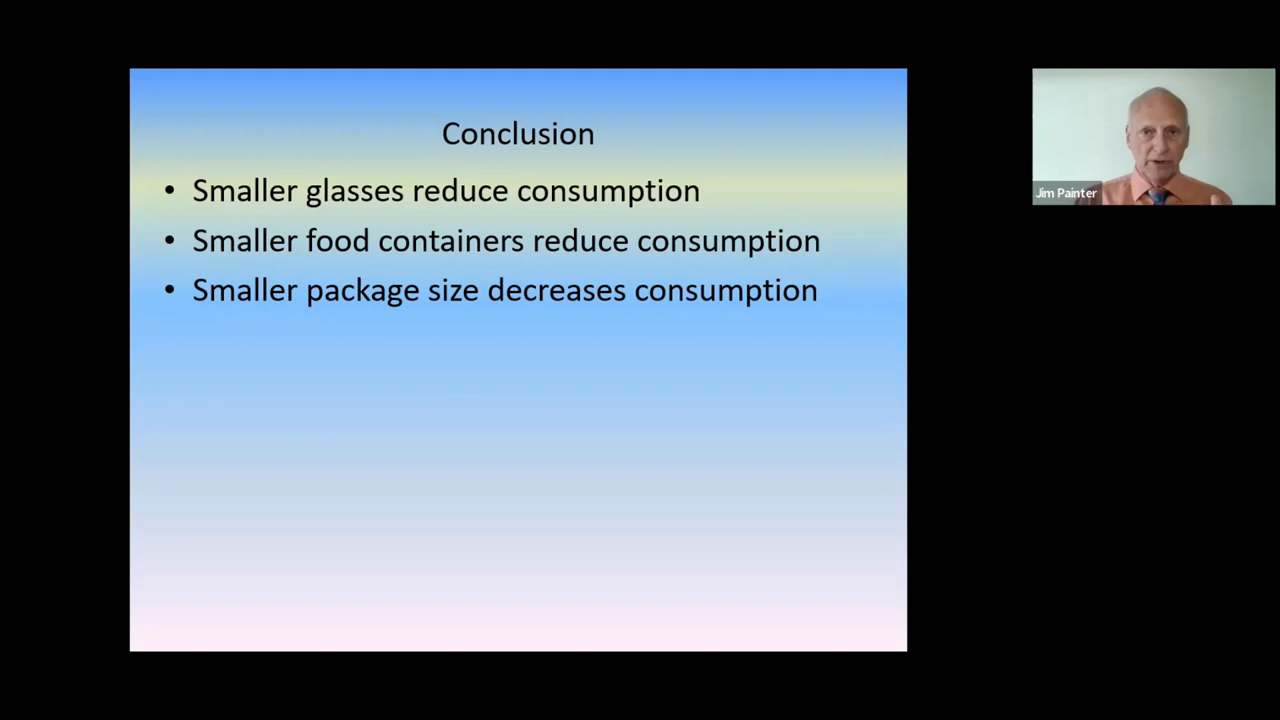 Conclusion
• Smaller glasses reduce consumption
• Smaller food containers reduce consumption
• Smaller package size decreases consumption
Jim Painter